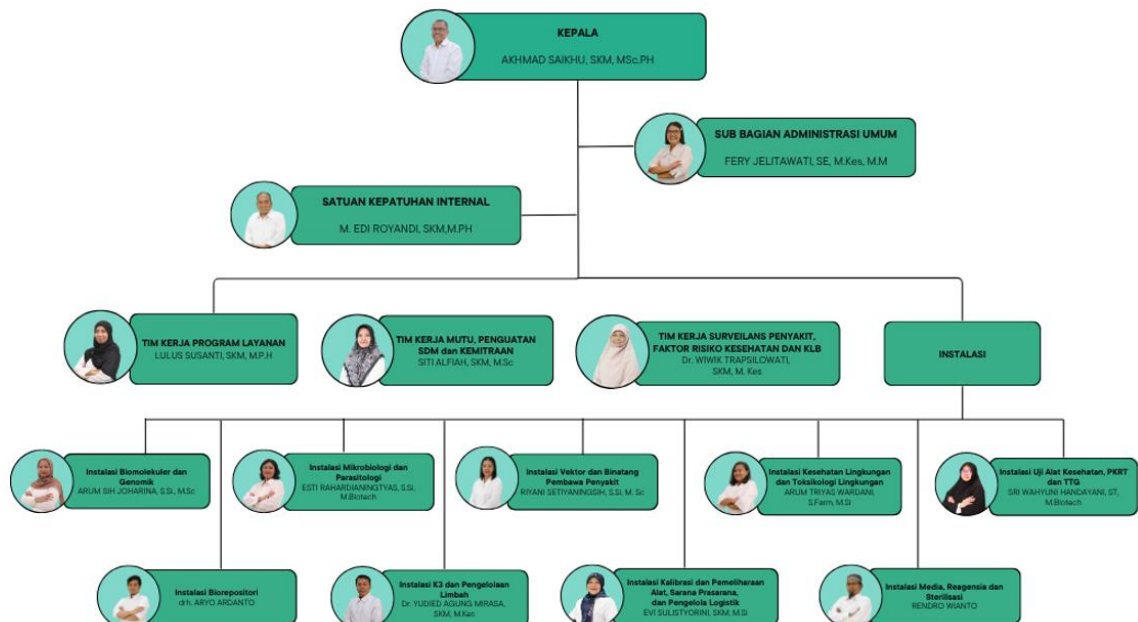 KEPALA
AKHMAD SAIKHU, SKM, MSc.PH
SUB BAGIAN ADMINISTRASI UMUM
FERY JELITAWATI, SE, M.Kes, M.M
SATUAN KEPATUHAN INTERNAL
M. EDI ROYANDI, SKM,M.PH
TIM KERJA PROGRAM LAYANAN
LULUS SUSANTI, SKM, M.P.H
TIM KERJA MUTU, PENGUATAN
SDM dan KEMITRAAN
SITI ALFIAH, SKM, M.Sc
TIM KERJA SURVEILANS PENYAKIT,
FAKTOR RISIKO KESEHATAN DAN KLB
Dr. WIWIK TRAPSILOWATI,
SKM, M. Kes
INSTALASI
Instalasi Biomolekuler dan
Genomik
ARUM SIH JOHARINA, S.Si, M.Sc
Instalasi Mikrobiologi dan
Parasitologi
ESTI RAHARDIANINGTYAS, S.Si,
M.Biotech
Instalasi Vektor dan Binatang
Pembawa Penyakit
RIYANI SETIYANINGSIH, S.Si, M. Sc
Instalasi Kesehatan Lingkungan
dan Toksikologi Lingkungan
ARUM TRIYAS WARDANI,
S.Farm, M.Si
Instalasi Uji Alat Kesehatan, PKRT
dan TTG
SRI WAHYUNI HANDAYANI, ST,
M.Biotech
Instalasi Biorepositori
drh. ARYO ARDANTO
Instalasi K3 dan Pengelolaan
Limbah
Dr. YUDIED AGUNG MIRASA,
SKM, M.Kes
Instalasi Kalibrasi dan Pemeliharaan
Alat, Sarana Prasarana,
dan Pengelola Logistik
EVI SULISTYORINI, SKM, M.Si
Instalasi Media, Reagensia dan
Sterilisasi
RENDRO WIANTO